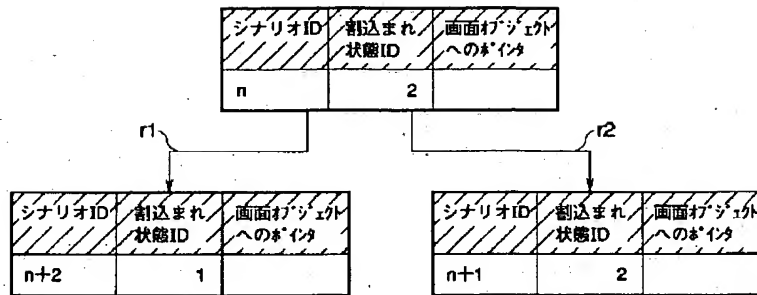 シナリオID 割込まれ 画面オブジェクト
状態ID へのポインタ
n 2
r1 r2
シナリオID 割込まれ 画面オブジェクト シナリオID 割込まれ 画面オブジェクト
状態ID へのポインタ 状態ID へのポインタ
n+2 1 n+1 2